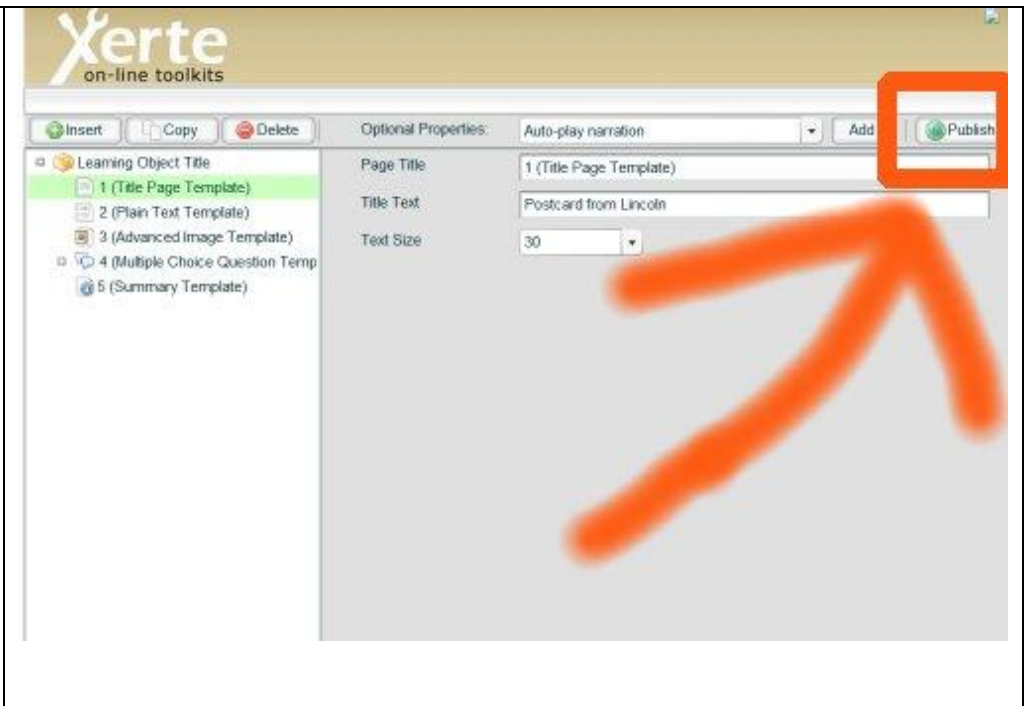 Xerte
on-line toolkits
Insert Copy Delete Optional Properties: Auto-play narration Add Publish
Learning Object Title Page Title 1 (Title Page Template)
1 (Title Page Template) Title Text Postcard from Lincoln
2 (Plain Text Template) Text Size 30
3 (Advanced Image Template)
4 (Multiple Choice Question Temp
5 (Summary Template)